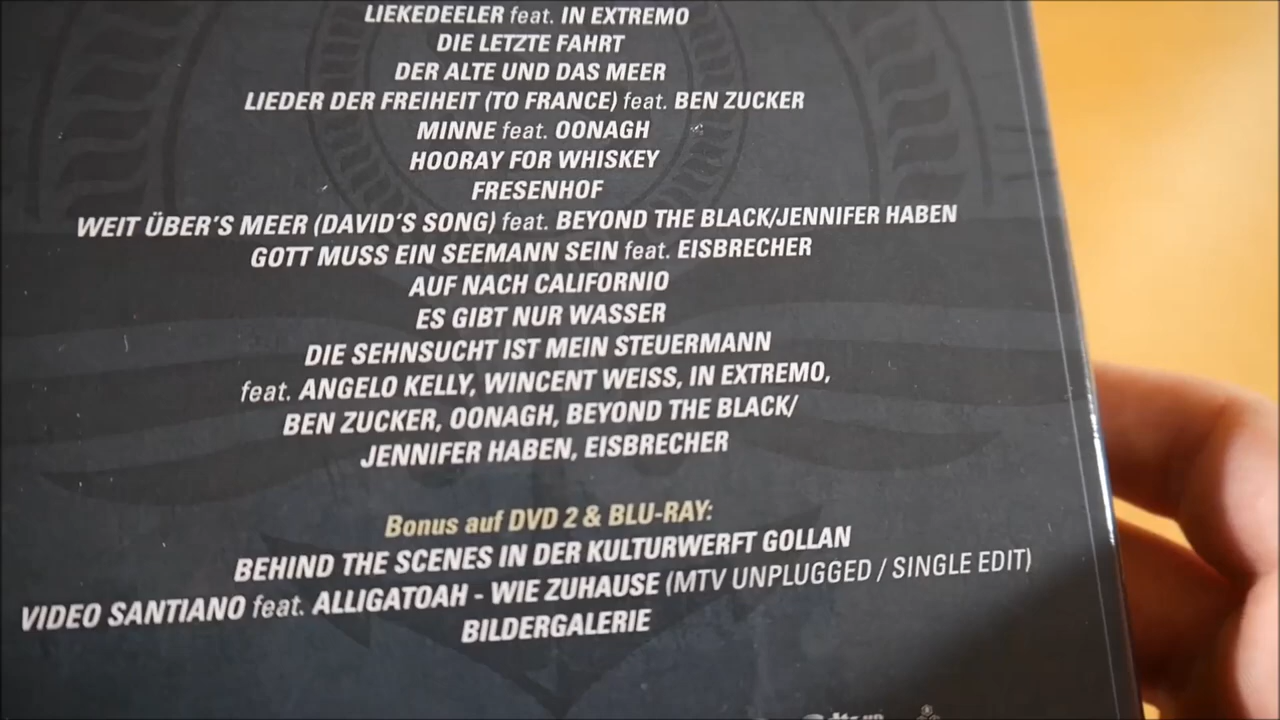 LIEKEDEELER feat. IN EXTREMO
DIE LETZTE FAHRT
DER ALTE UND DAS MEER
LIEDER DER FREIHEIT (TO FRANCE) feat. BEN ZUCKER
MINNE feat. OONAGH
HOORAY FOR WHISKEY
FRESENHOF
WEIT ÜBER'S MEER (DAVID'S SONG) feat. BEYOND THE BLACK/JENNIFER HABEN
GOTT MUSS EIN SEEMANN SEIN feat. EISBRECHER
AUF NACH CALIFORNIO
ES GIBT NUR WASSER
DIE SEHNSUCHT IST MEIN STEUERMANN
feat. ANGELO KELLY, WINCENT WEISS, IN EXTREMO,
BEN ZUCKER, OONAGH, BEYOND THE BLACK/
JENNIFER HABEN, EISBRECHER
Bonus auf DVD 2 & BLU-RAY:
BEHIND THE SCENES IN DER KULTURWERFT GOLLAN
VIDEO SANTIANO feat. ALLIGATOAH - WIE ZUHAUSE (MTV UNPLUGGED / SINGLE EDIT)
BILDERGALERIE